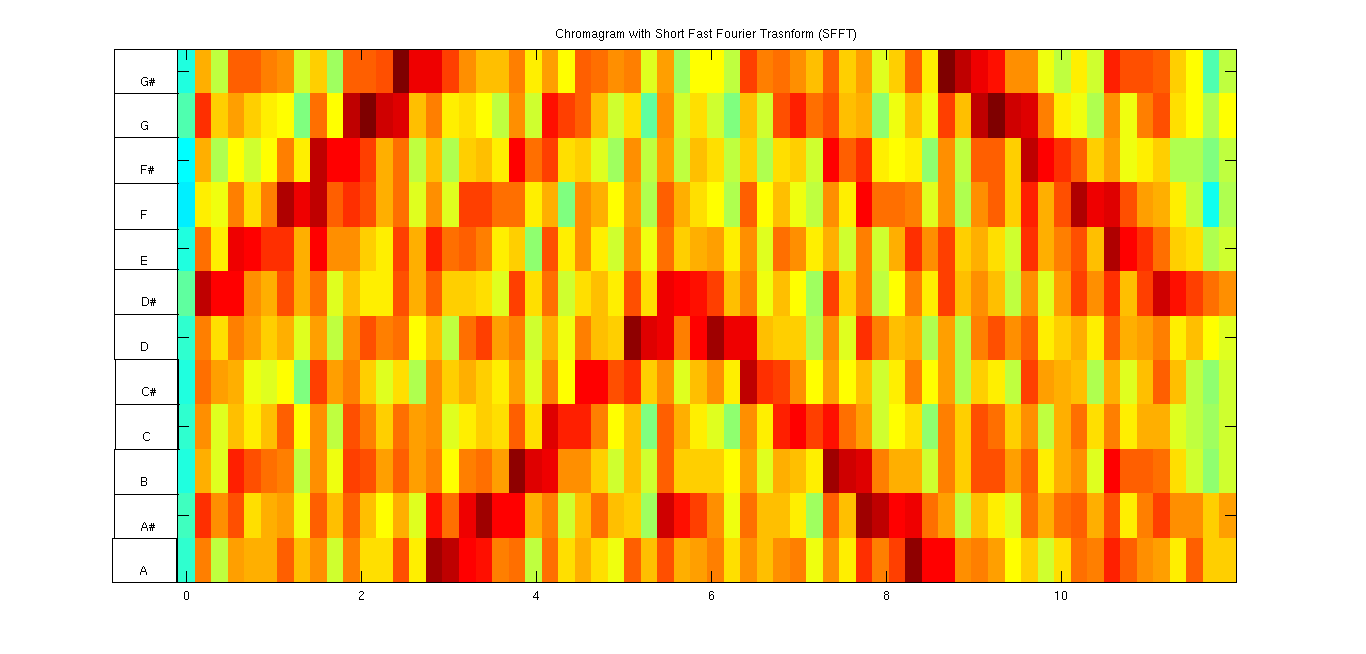 Chromagram with Short Fast Fourier Trasnform (SFFT)
G#
G
F#
F
E
D#
D
C#
C
B
A#
A
0 2 4 6 8 10